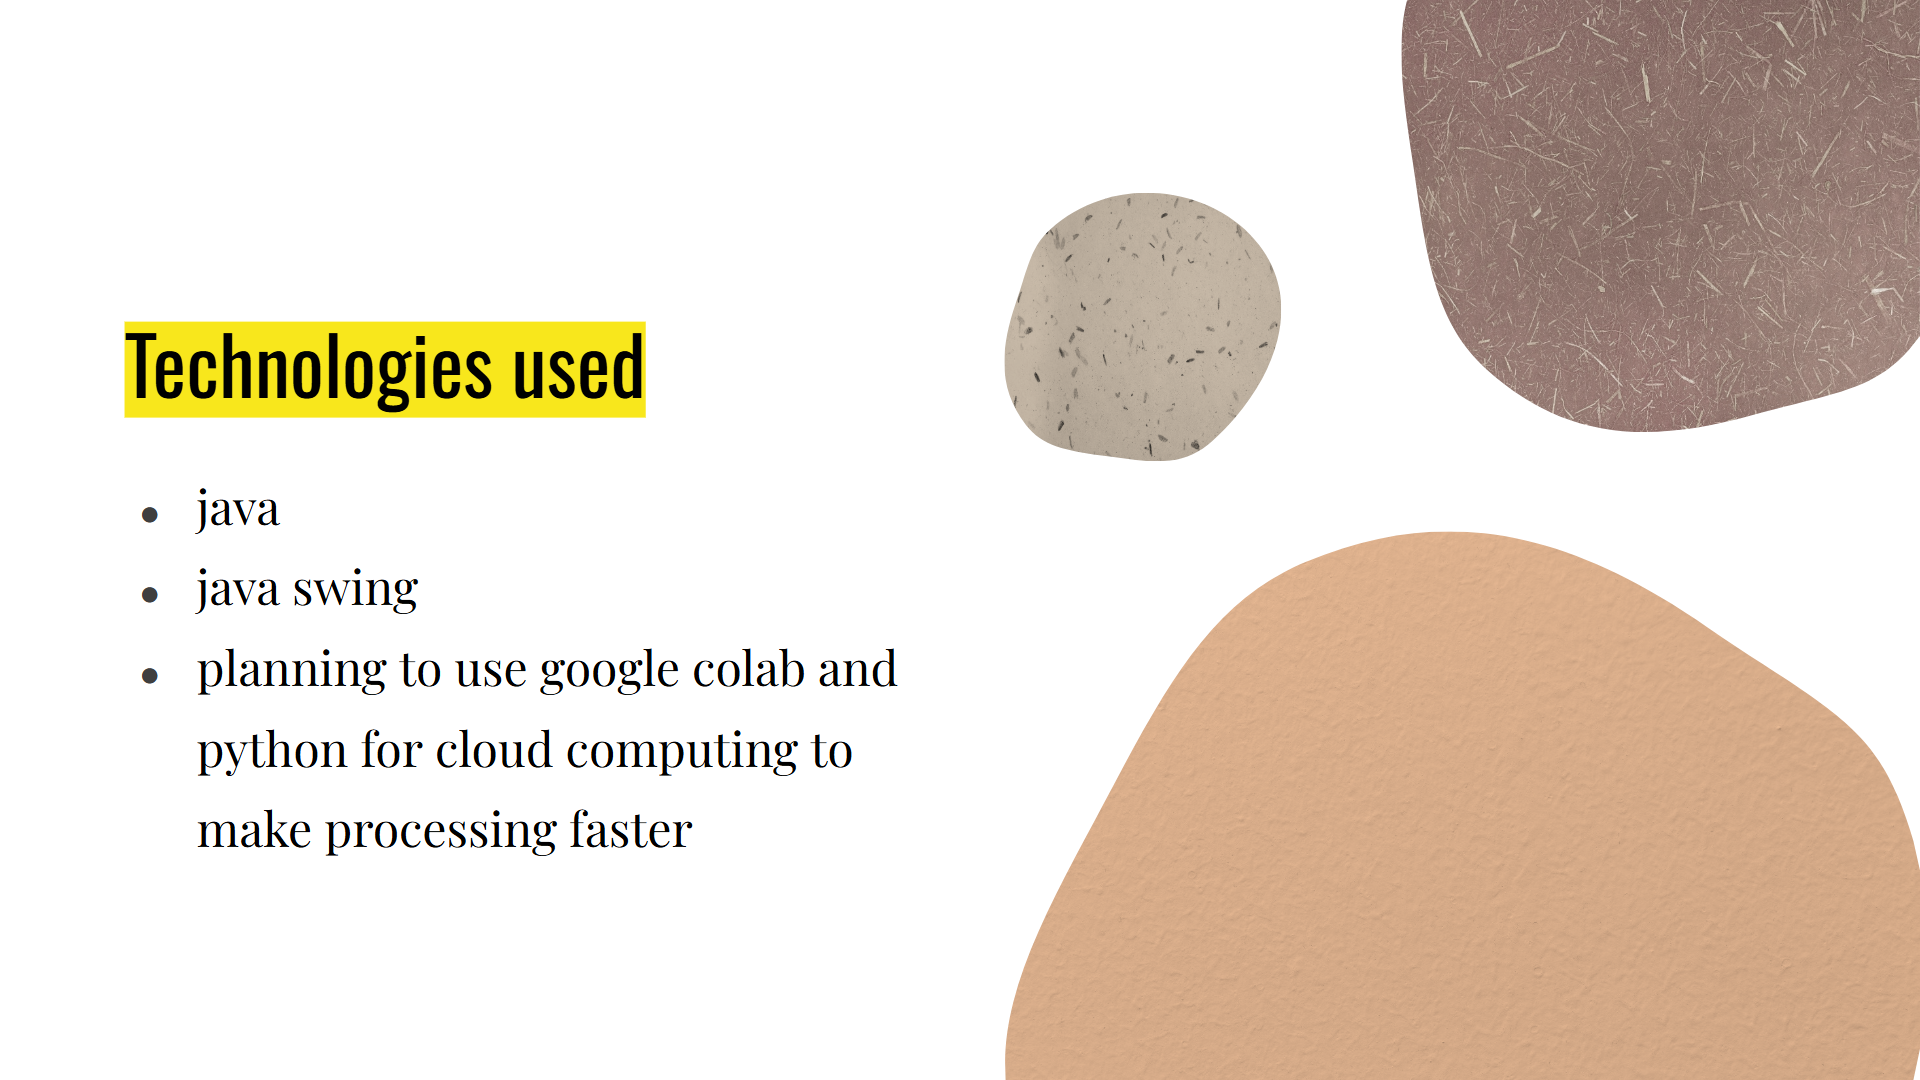 Technologies used
● java
● java swing
● planning to use google colab and
python for cloud computing to
make processing faster